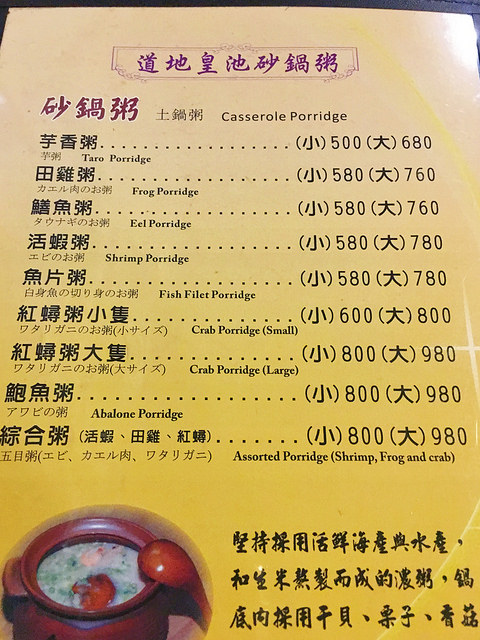 道地皇池砂鍋粥
砂鍋粥 土鍋粥 Casserole Porridge
芋香粥....................(小)500(大)680
芋粥 Taro Porridge
田雞粥....................(小)580(大)760
カエル肉のお粥 Frog Porridge
鱔魚粥....................(小)580(大)760
タウナギのお粥 Eel Porridge
活蝦粥....................(小)580(大)780
エビのお粥 Shrimp Porridge
魚片粥....................(小)580(大)780
白身魚の切り身のお粥 Fish Filet Porridge
紅蟳粥小隻................(小)600(大)800
ワタリガニのお粥(小サイズ) Crab Porridge (Small)
紅蟳粥大隻................(小)800(大)980
ワタリガニのお粥(大サイズ) Crab Porridge (Large)
鮑魚粥....................(小)800(大)980
アワビの粥 Abalone Porridge
綜合粥 (活蝦、田雞、紅蟳).......(小)800(大)980
五目粥(エビ、カエル肉、ワタリガニ) Assorted Porridge (Shrimp, Frog and crab)
堅持採用活鮮海產與水產，
和生米熬製而成的濃粥，鍋
底內採用干貝、栗子、香菇